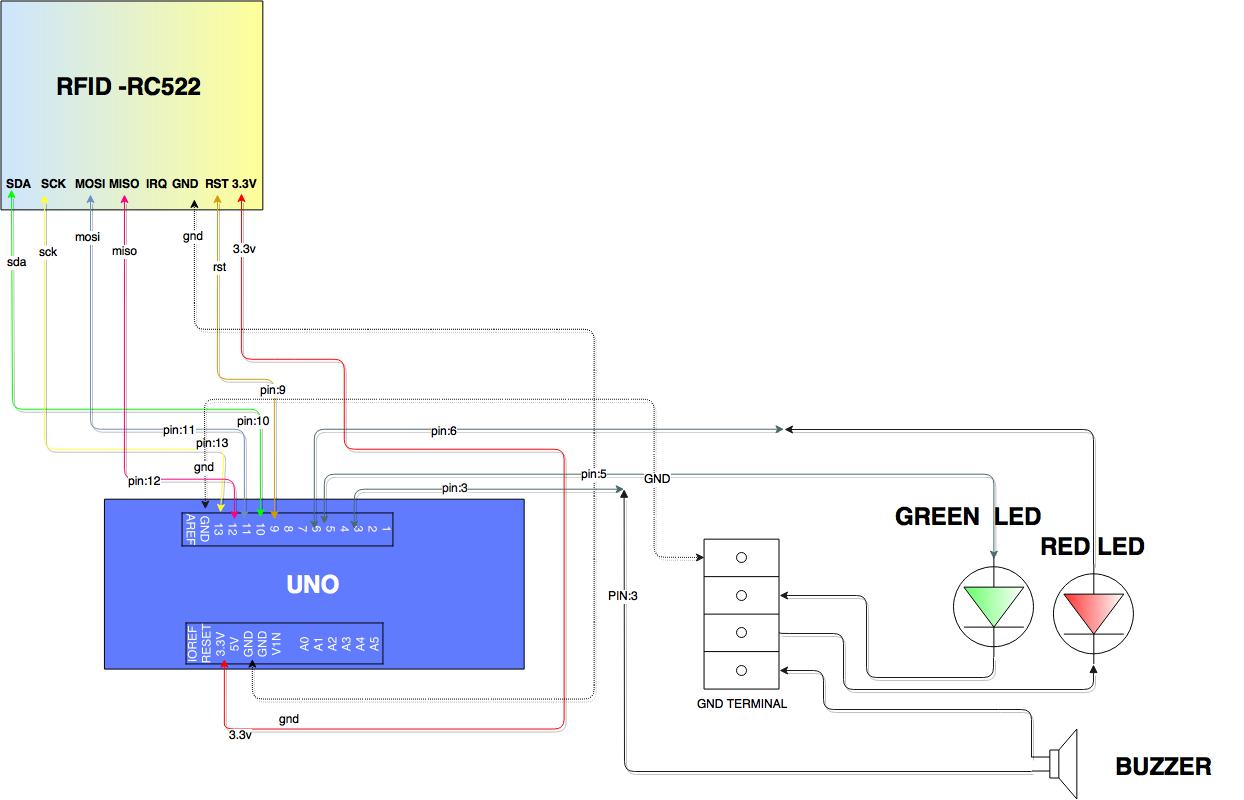 RFID -RC522
SDA SCK MOSI MISO IRQ GND RST 3.3V
mosi
gnd
sck
miso
3.3v
sda
rst
pin:9
pin:10
pin:11
pin:6
pin:13
gnd
pin:12
pin:5
GND
pin:3
GREEN LED
RED LED
AREF GND 13 12 11 10 9 8 7 6 5 4 3 2 1
UNO
PIN:3
IOREF RESET 3.3V 5V GND GND V1N A0 A1 A2 A3 A4 A5
GND TERMINAL
gnd
3.3v
BUZZER